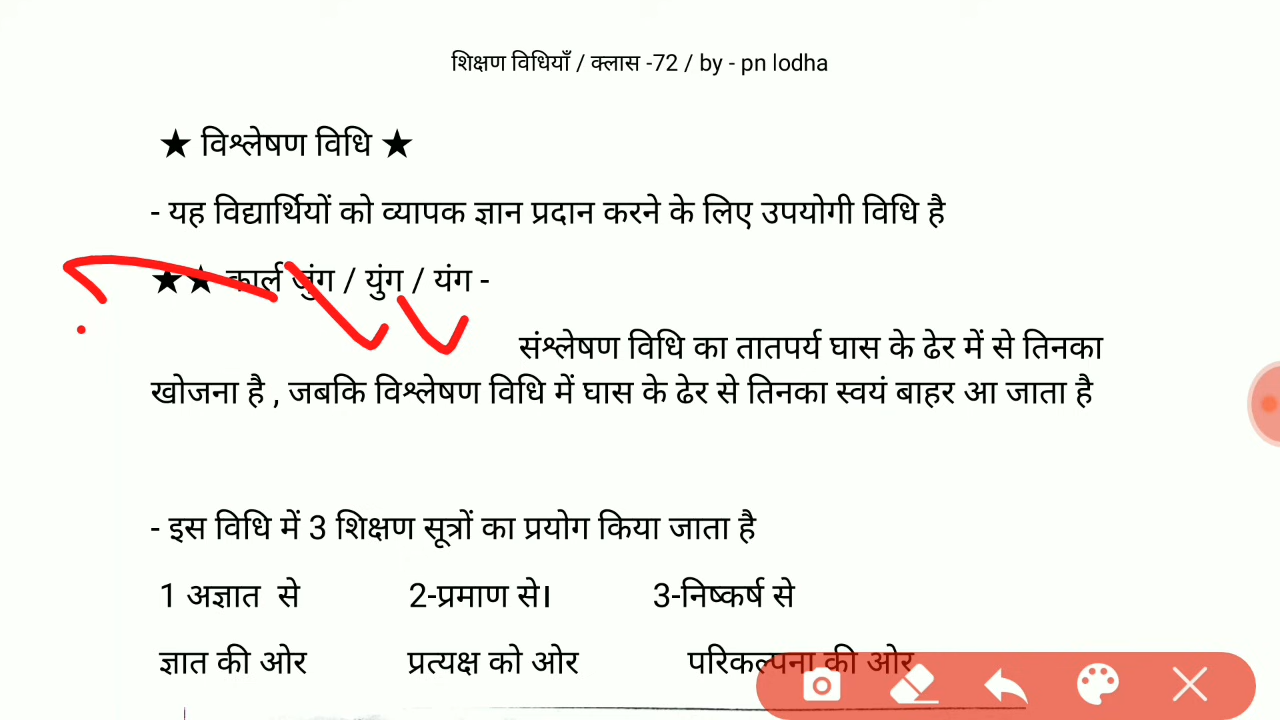 शिक्षण विधियाँ / क्लास -72 / by - pn lodha
★ विश्लेषण विधि ★
- यह विद्यार्थियों को व्यापक ज्ञान प्रदान करने के लिए उपयोगी विधि है
★★ कार्ल जुंग / युंग / यंग -
संश्लेषण विधि का तातपर्य घास के ढेर में से तिनका
खोजना है , जबकि विश्लेषण विधि में घास के ढेर से तिनका स्वयं बाहर आ जाता है
- इस विधि में 3 शिक्षण सूत्रों का प्रयोग किया जाता है
1 अज्ञात से 2-प्रमाण से। 3-निष्कर्ष से
ज्ञात की ओर प्रत्यक्ष को ओर परिकल्पना की ओर